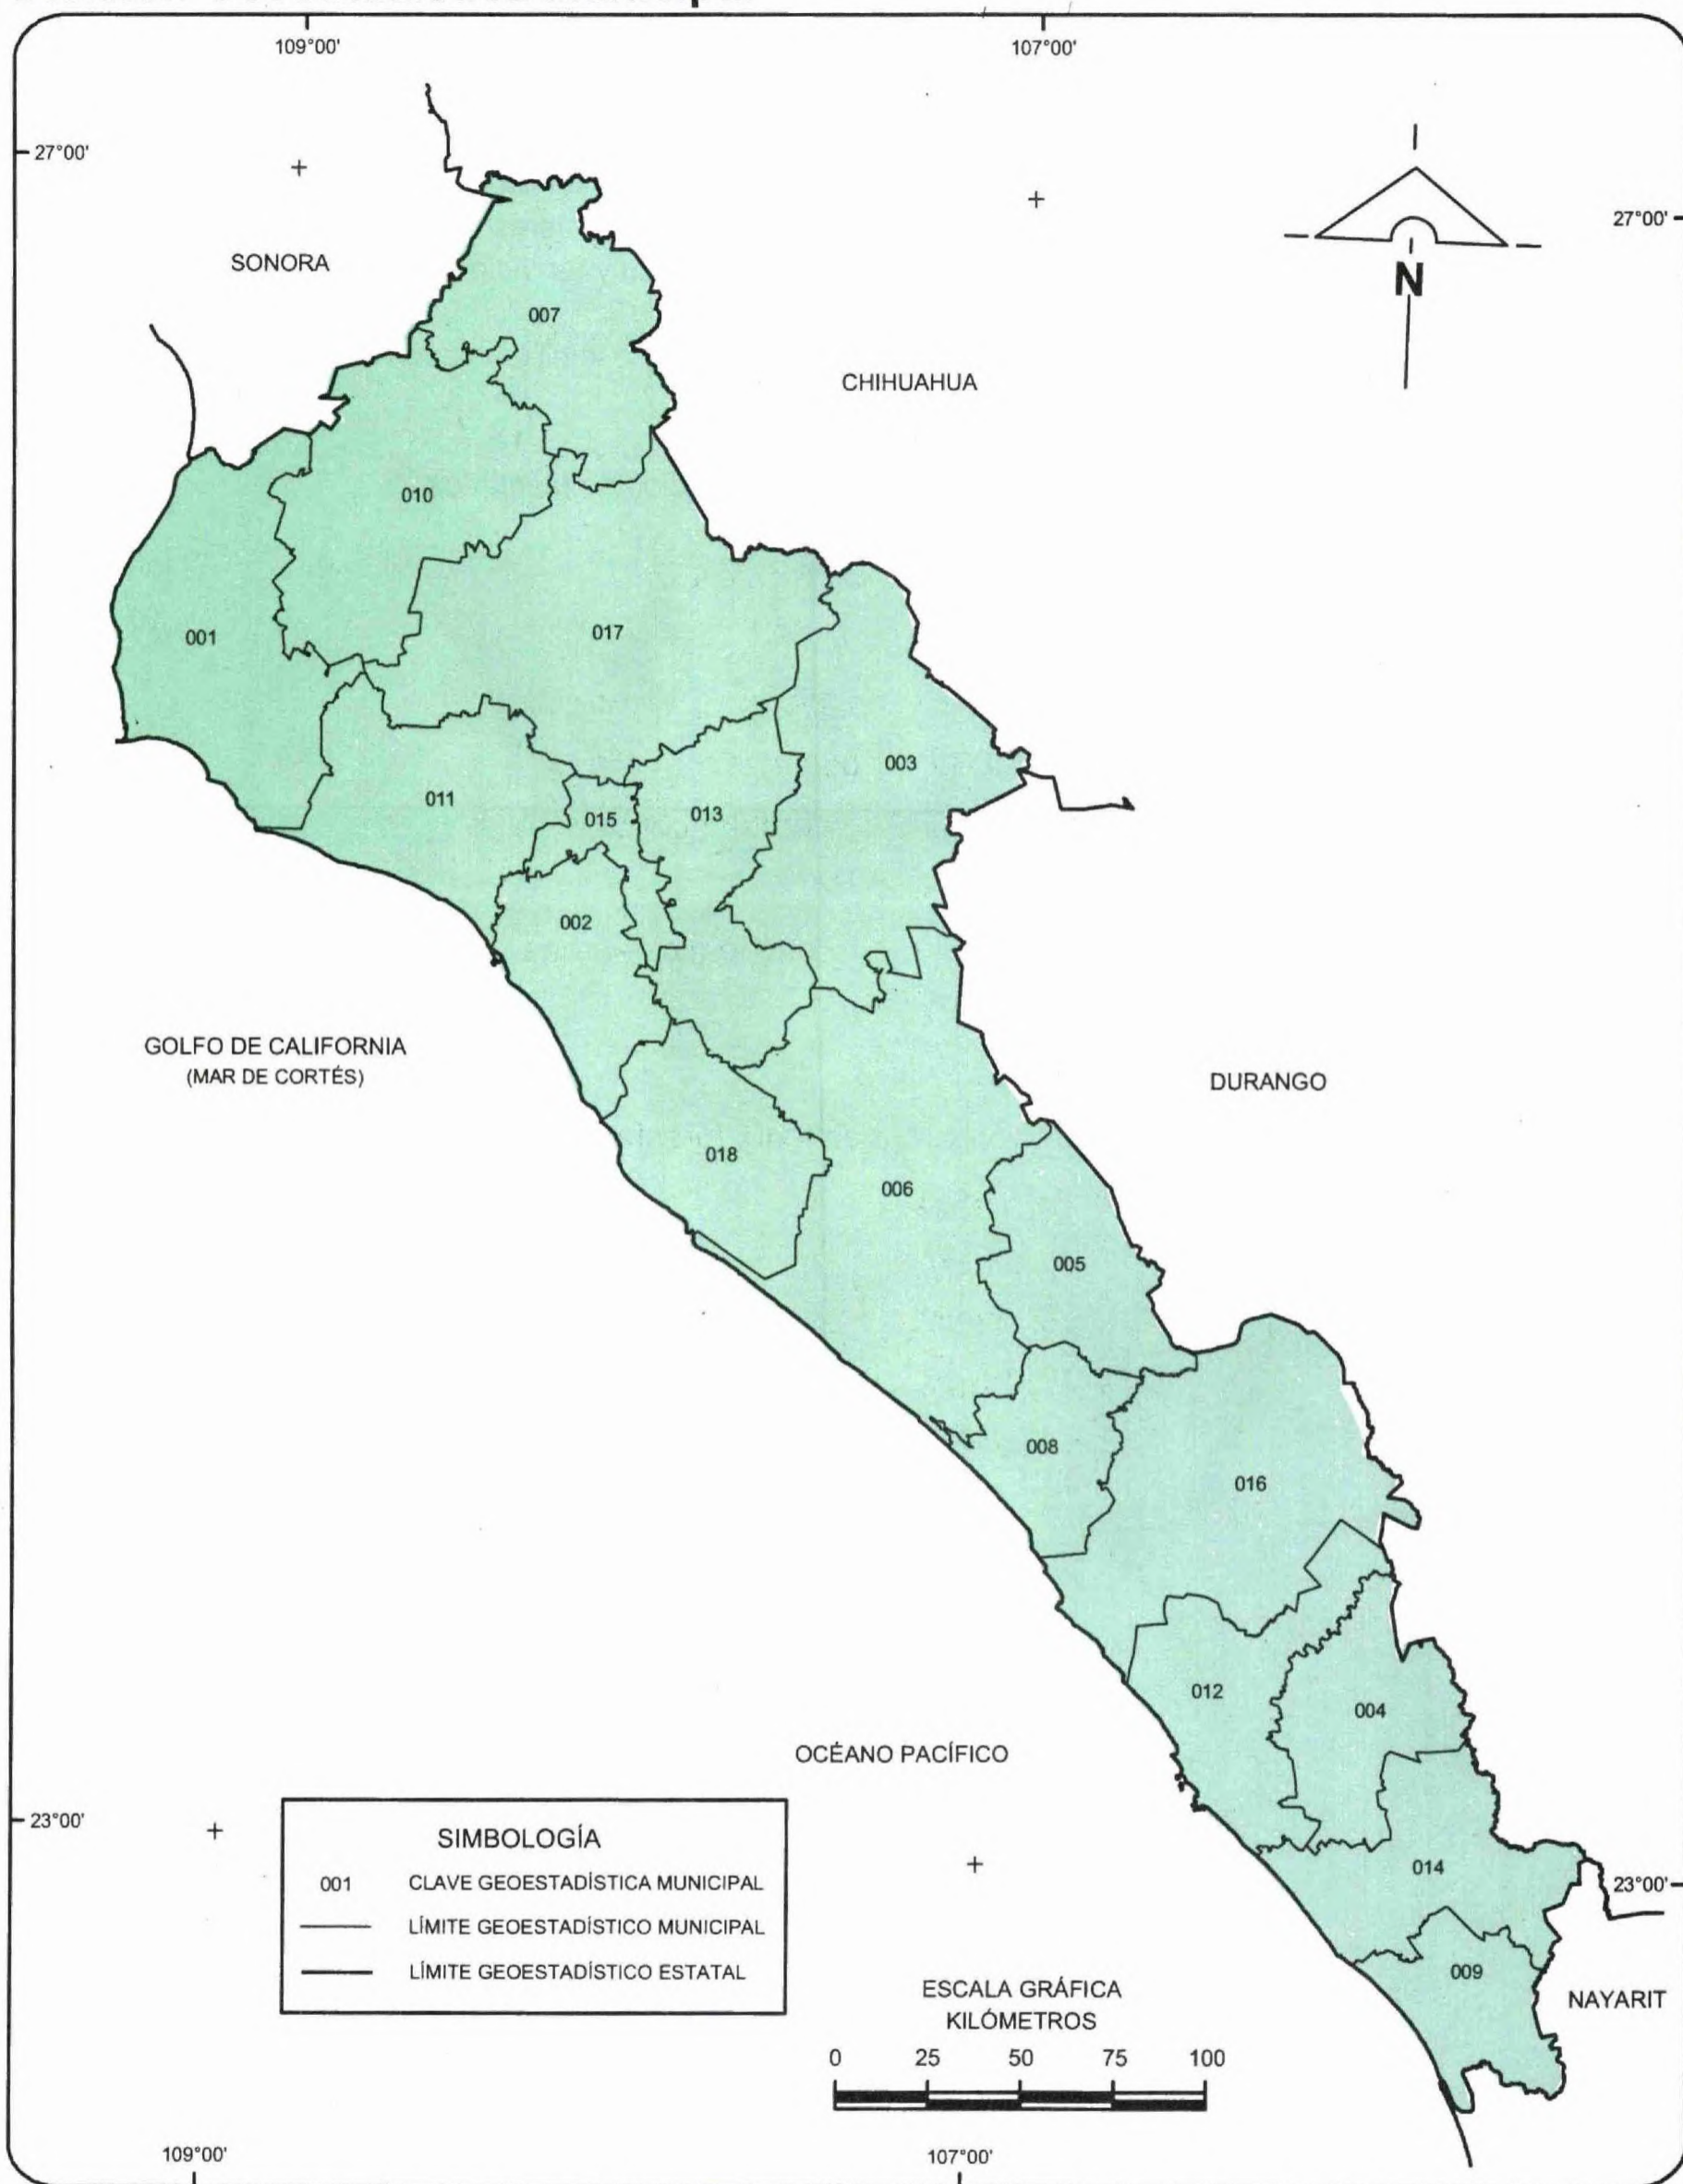 109°00'
107°00'
27°00'
27°00'
SONORA
N
007
CHIHUAHUA
010
001
017
003
011
015
013
002
GOLFO DE CALIFORNIA
(MAR DE CORTÉS)
DURANGO
018
006
005
008
016
012
004
OCÉANO PACÍFICO
23°00'
SIMBOLOGÍA
001 CLAVE GEOESTADÍSTICA MUNICIPAL
LÍMITE GEOESTADÍSTICO MUNICIPAL
LÍMITE GEOESTADÍSTICO ESTATAL
014
23°00'
009
NAYARIT
ESCALA GRÁFICA
KILÓMETROS
0 25 50 75 100
109°00'
107°00'